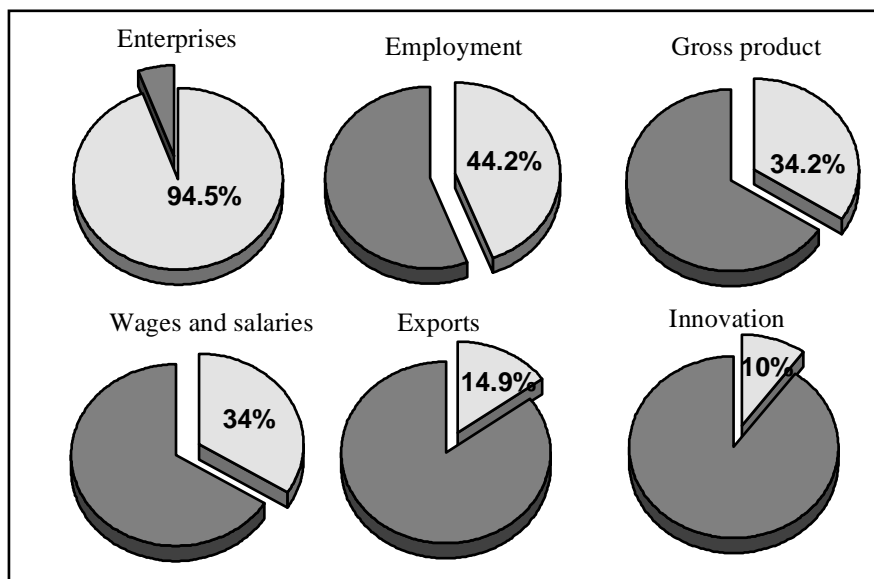 Enterprises
94.5%
Employment
44.2%
Gross product
34.2%
Wages and salaries
34%
Exports
14.9%
Innovation
10%